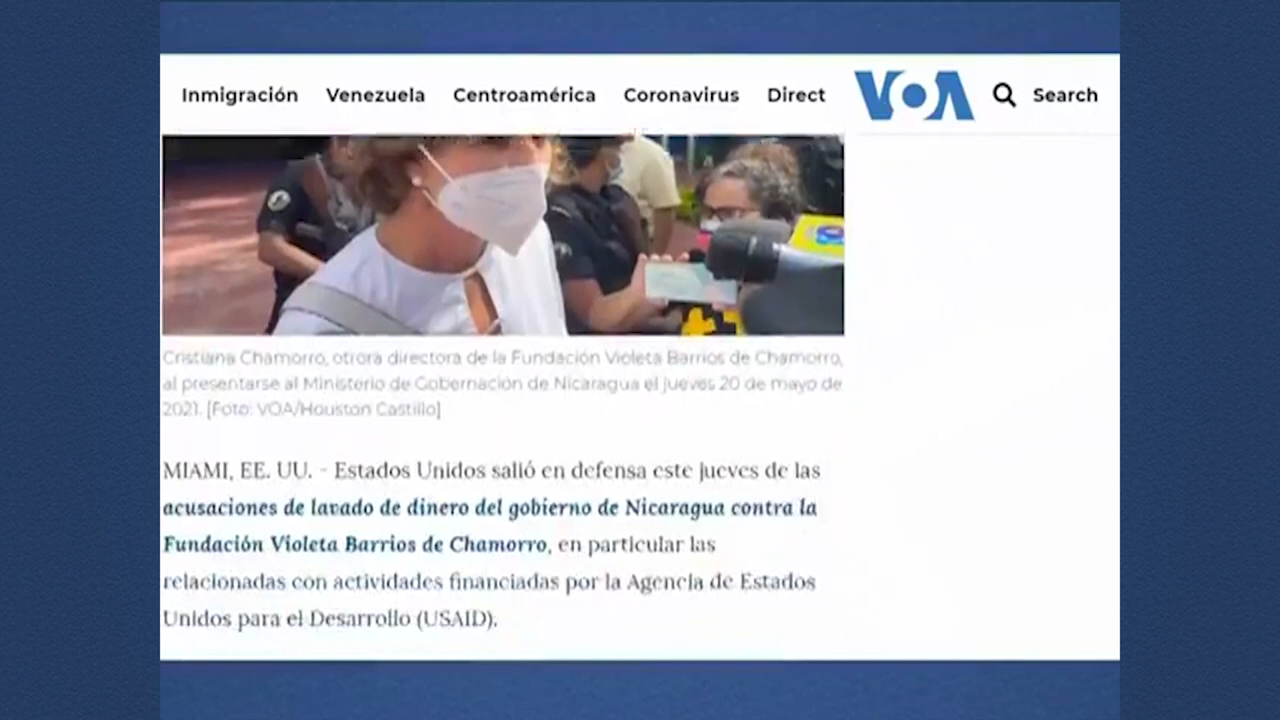 Inmigración Venezuela Centroamérica Coronavirus Direct VOA Search
Cristiana Chamorro, otrora directora de la Fundación Violeta Barrios de Chamorro,
al presentarse al Ministerio de Gobernación de Nicaragua el jueves 20 de mayo de
2021. [Foto: VOA/Houston Castillo]
MIAMI, EE. UU. - Estados Unidos salió en defensa este jueves de las
acusaciones de lavado de dinero del gobierno de Nicaragua contra la
Fundación Violeta Barrios de Chamorro, en particular las
relacionadas con actividades financiadas por la Agencia de Estados
Unidos para el Desarrollo (USAID).